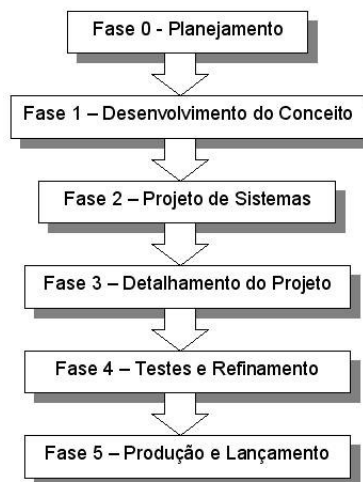 Fase 0 - Planejamento
Fase 1 – Desenvolvimento do Conceito
Fase 2 – Projeto de Sistemas
Fase 3 – Detalhamento do Projeto
Fase 4 – Testes e Refinamento
Fase 5 – Produção e Lançamento